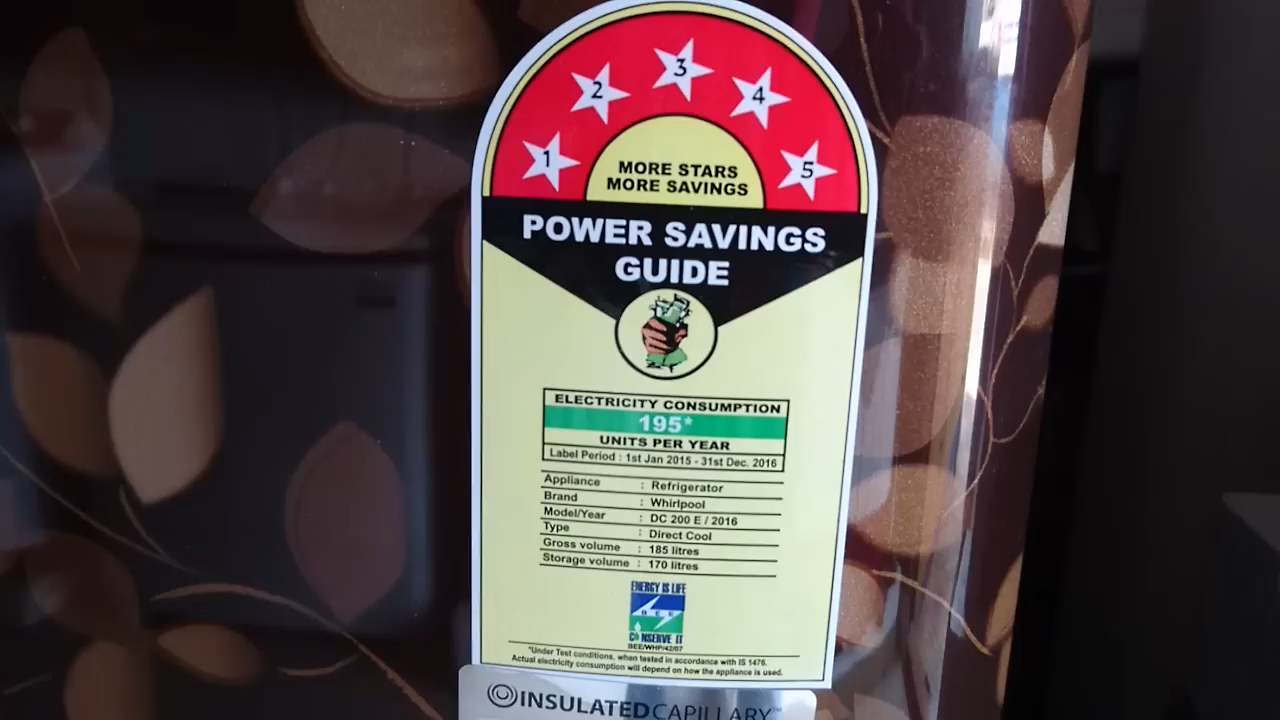 1 2 3 4 5
MORE STARS
MORE SAVINGS
POWER SAVINGS
GUIDE
ELECTRICITY CONSUMPTION
195*
UNITS PER YEAR
Label Period : 1st Jan 2015 - 31st Dec. 2016
Appliance : Refrigerator
Brand : Whirlpool
Model/Year : DC 200 E / 2016
Type : Direct Cool
Gross volume : 185 litres
Storage volume : 170 litres
ENERGY IS LIFE
BEE
CONSERVE IT
BEE/WHP/42/07
*Under Test conditions, when tested in accordance with IS 1476.
Actual electricity consumption will depend on how the appliance is used.
INSULATEDCAPILLARY™